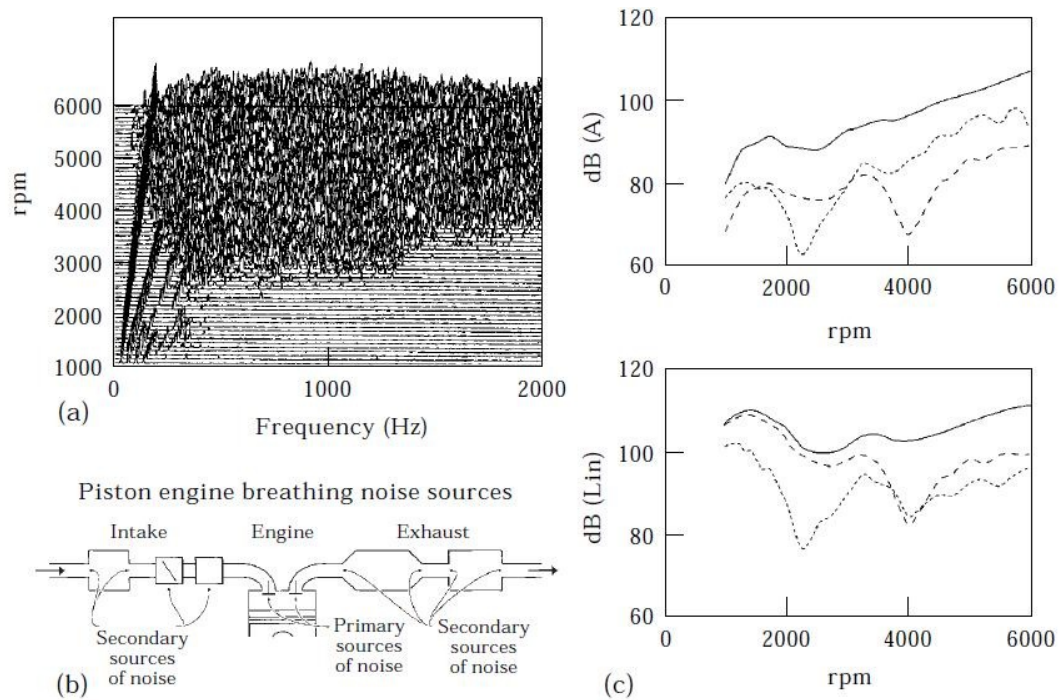 rpm
6000
5000
4000
3000
2000
1000
0
1000
2000
(a)
Frequency (Hz)
Piston engine breathing noise sources
Intake
Engine
Exhaust
Secondary
sources
of noise
Primary
sources
of noise
Secondary
sources
of noise
(b)
120
100
80
60
dB (A)
0
2000
4000
6000
rpm
120
100
80
60
dB (Lin)
0
2000
4000
6000
(c)
rpm